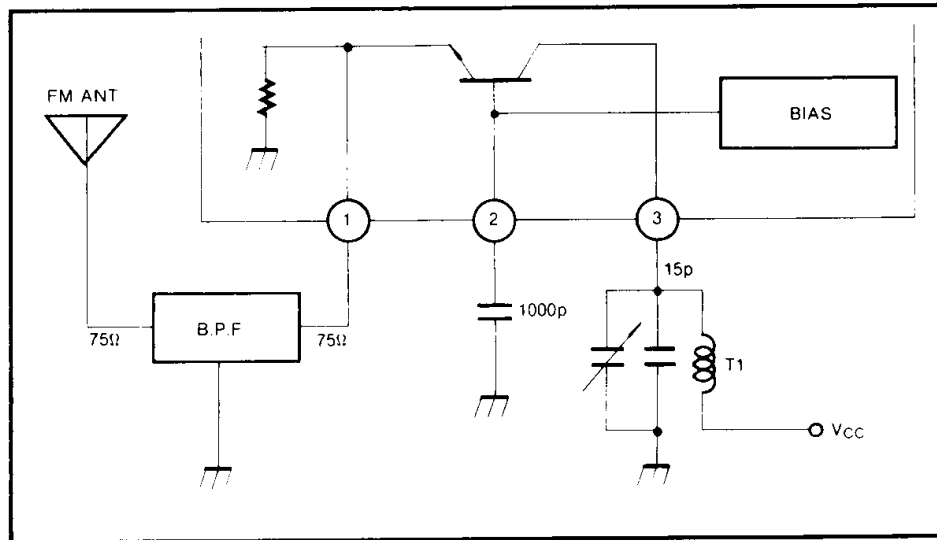 FM ANT
BIAS
1
2
3
15p
1000p
B.P.F
75Ω
75Ω
T1
VCC